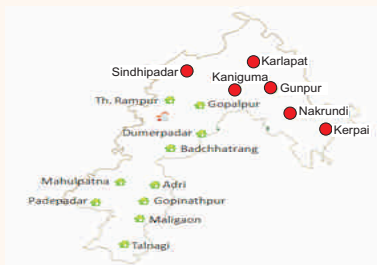 Karlapat
Sindhipadar
Kaniguma
Gunpur
Th. Rampur
Gopalpur
Nakrundi
Kerpai
Dumerpadar
Badchhatrang
Mahulpatna
Adri
Padepadar
Gopinathpur
Maligaon
Talnagi